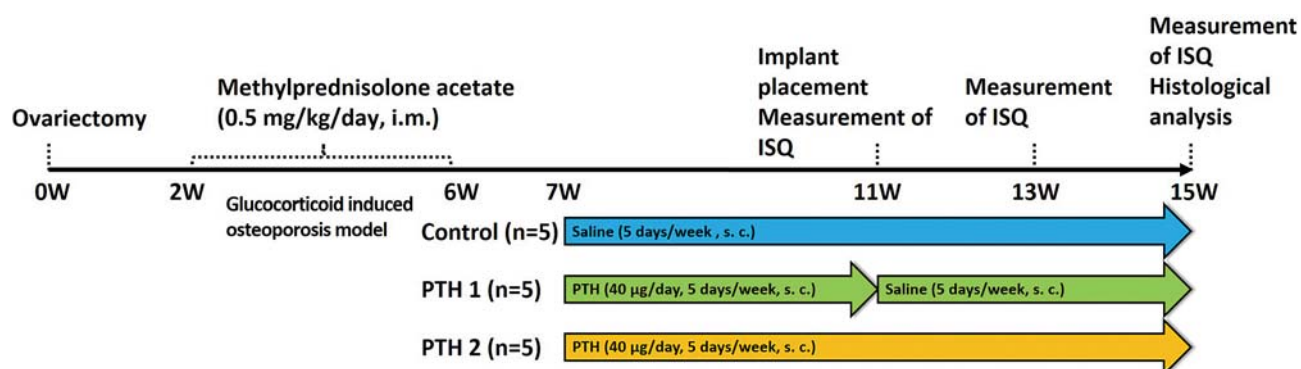 Measurement
of ISQ
Histological
analysis
Implant
placement
Measurement of
ISQ
Measurement
of ISQ
Methylprednisolone acetate
(0.5 mg/kg/day, i.m.)
Ovariectomy
0W 2W 6W 7W 11W 13W 15W
Glucocorticoid induced
osteoporosis model
Control (n=5) Saline (5 days/week , s. c.)
PTH 1 (n=5) PTH (40 µg/day, 5 days/week, s. c.) Saline (5 days/week, s. c.)
PTH 2 (n=5) PTH (40 µg/day, 5 days/week, s. c.)